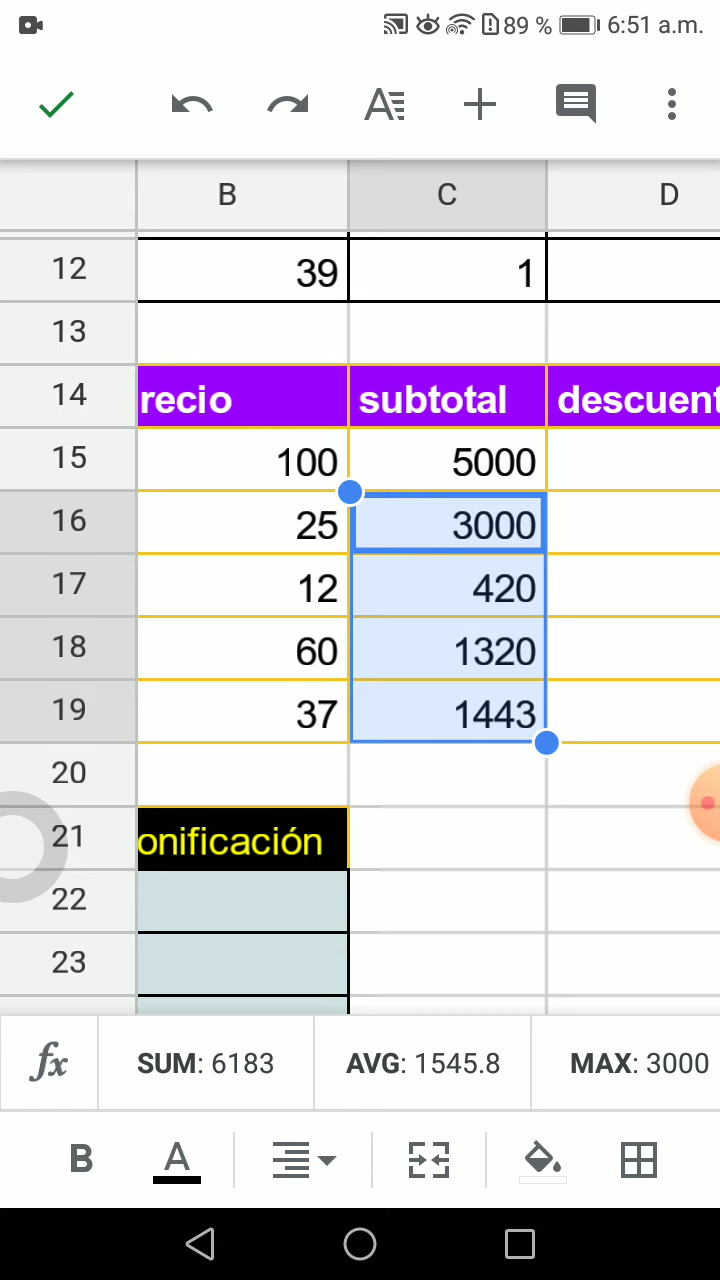 89 % 6:51 a.m.
B C D
12 39 1
13
14 recio subtotal descuent
15 100 5000
16 25 3000
17 12 420
18 60 1320
19 37 1443
20
21 onificación
22
23
fx SUM: 6183 AVG: 1545.8 MAX: 3000
B A